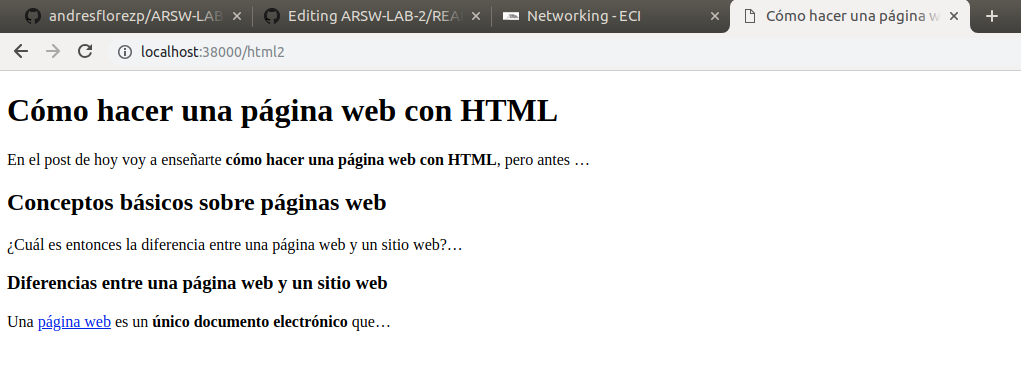 andresflorezp/ARSW-LAB
Editing ARSW-LAB-2/REA
Networking - ECI
Cómo hacer una página w
localhost:38000/html2
Cómo hacer una página web con HTML
En el post de hoy voy a enseñarte cómo hacer una página web con HTML, pero antes …
Conceptos básicos sobre páginas web
¿Cuál es entonces la diferencia entre una página web y un sitio web?…
Diferencias entre una página web y un sitio web
Una página web es un único documento electrónico que…